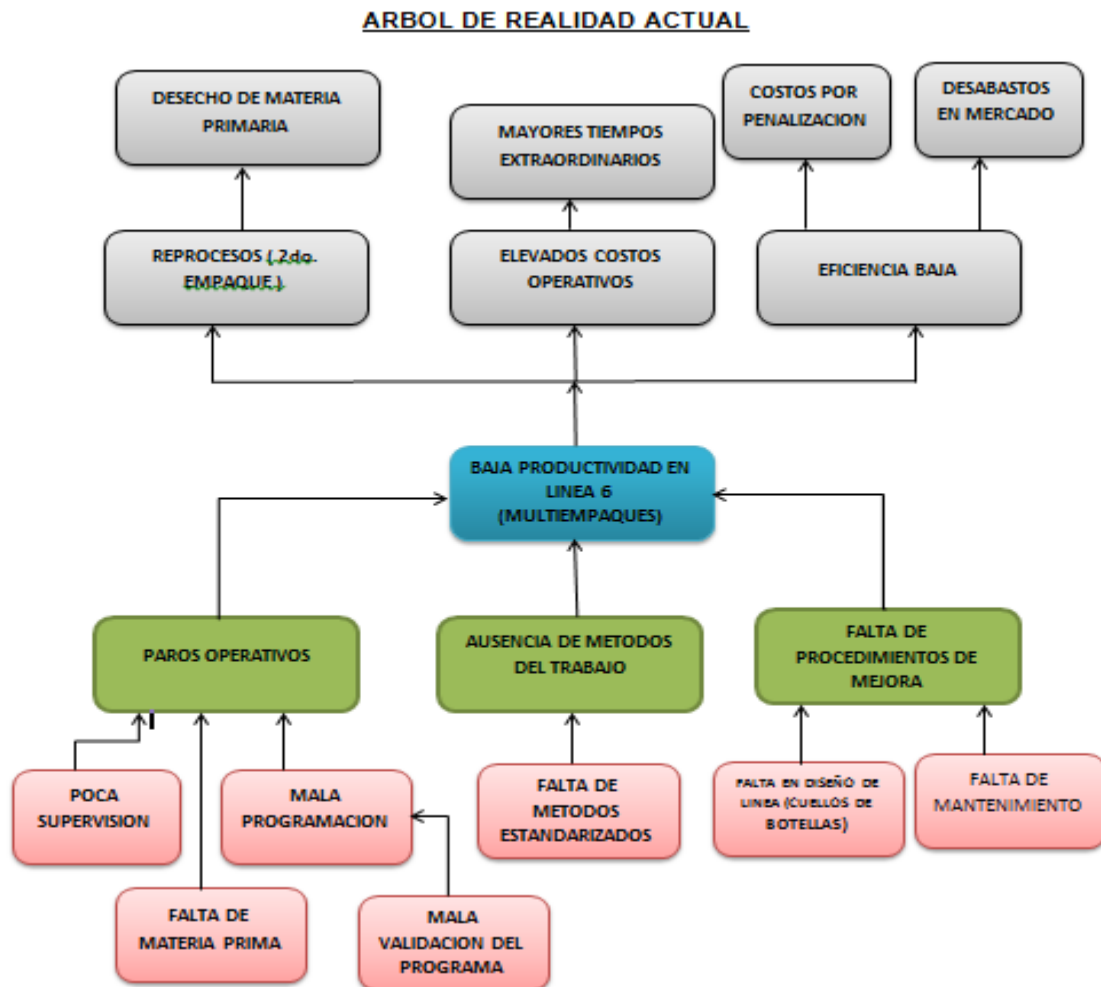 ARBOL DE REALIDAD ACTUAL
DESECHO DE MATERIA
PRIMARIA
MAYORES TIEMPOS
EXTRAORDINARIOS
COSTOS POR
PENALIZACION
DESABASTOS
EN MERCADO
REPROCESOS ( 2do.
EMPAQUE )
ELEVADOS COSTOS
OPERATIVOS
EFICIENCIA BAJA
BAJA PRODUCTIVIDAD EN
LINEA 6
(MULTIEMPAQUES)
PAROS OPERATIVOS
AUSENCIA DE METODOS
DEL TRABAJO
FALTA DE
PROCEDIMIENTOS DE
MEJORA
POCA
SUPERVISION
MALA
PROGRAMACION
FALTA DE
METODOS
ESTANDARIZADOS
FALTA EN DISEÑO DE
LINEA (CUELLOS DE
BOTELLAS)
FALTA DE
MANTENIMIENTO
FALTA DE
MATERIA PRIMA
MALA
VALIDACION DEL
PROGRAMA